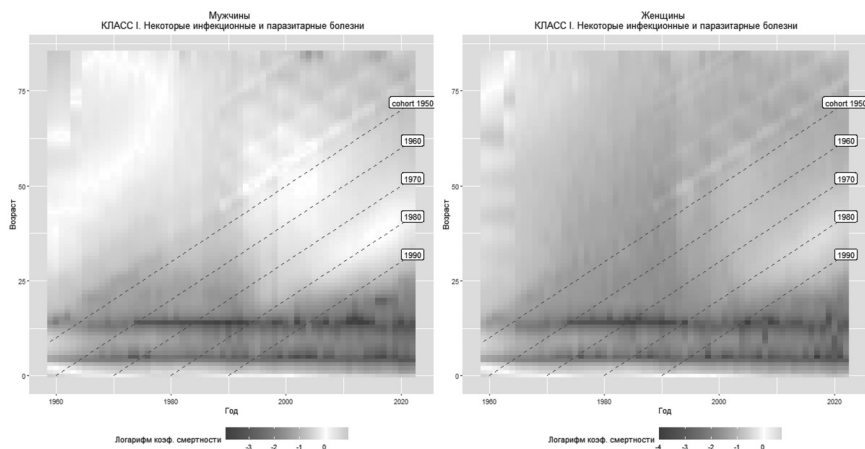 Мужчины
КЛАСС I. Некоторые инфекционные и паразитарные болезни
Возраст
75
50
25
0
cohort 1950
1960
1970
1980
1990
1960
1980
2000
2020
Год
Логарифм коэф. смертности
-3
-2
-1
0
Женщины
КЛАСС I. Некоторые инфекционные и паразитарные болезни
Возраст
75
50
25
0
cohort 1950
1960
1970
1980
1990
1960
1980
2000
2020
Год
Логарифм коэф. смертности
-4
-3
-2
-1
0